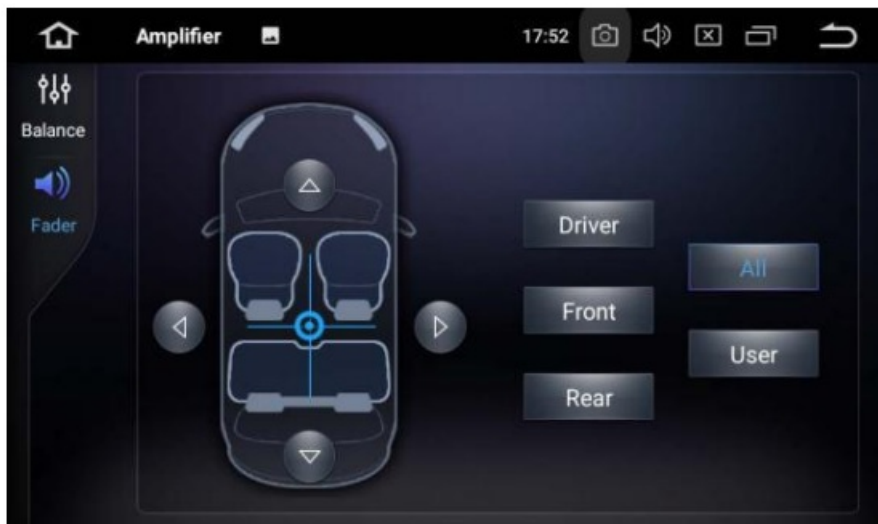 Amplifier
17:52
Balance
Fader
Driver
All
Front
User
Rear